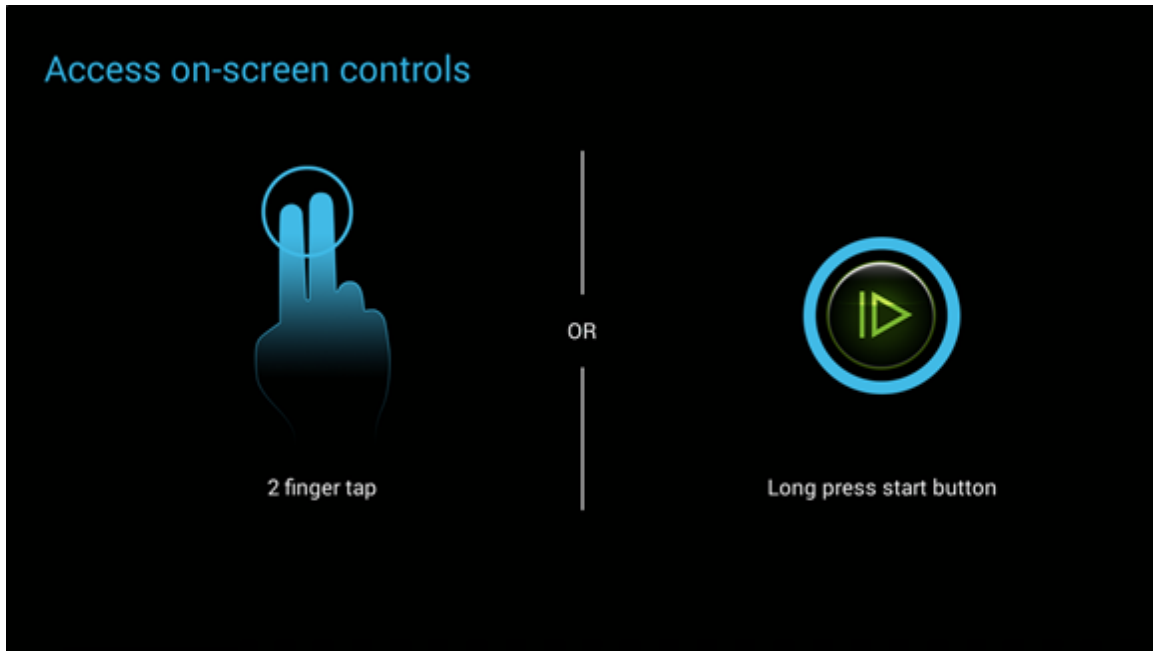 Access on-screen controls
OR
2 finger tap
Long press start button